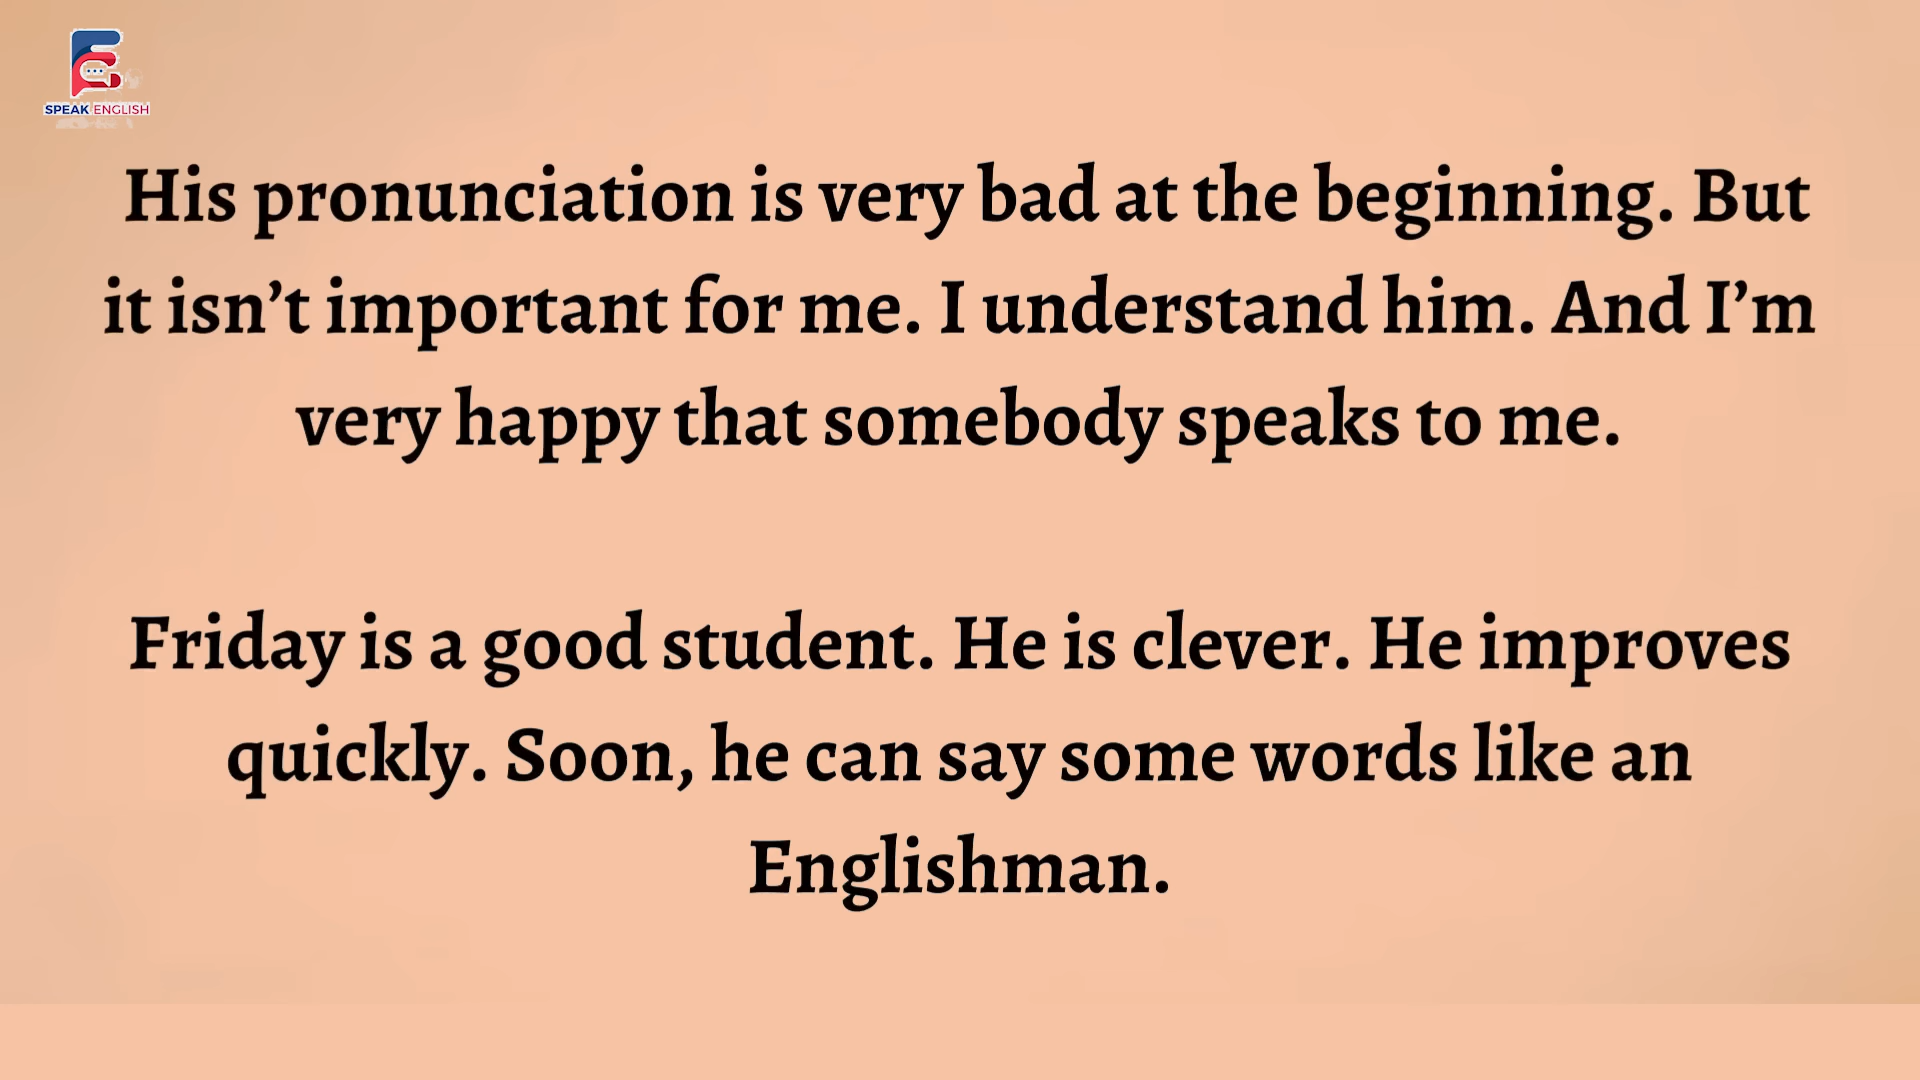 SPEAK ENGLISH
His pronunciation is very bad at the beginning. But
it isn’t important for me. I understand him. And I’m
very happy that somebody speaks to me.
Friday is a good student. He is clever. He improves
quickly. Soon, he can say some words like an
Englishman.